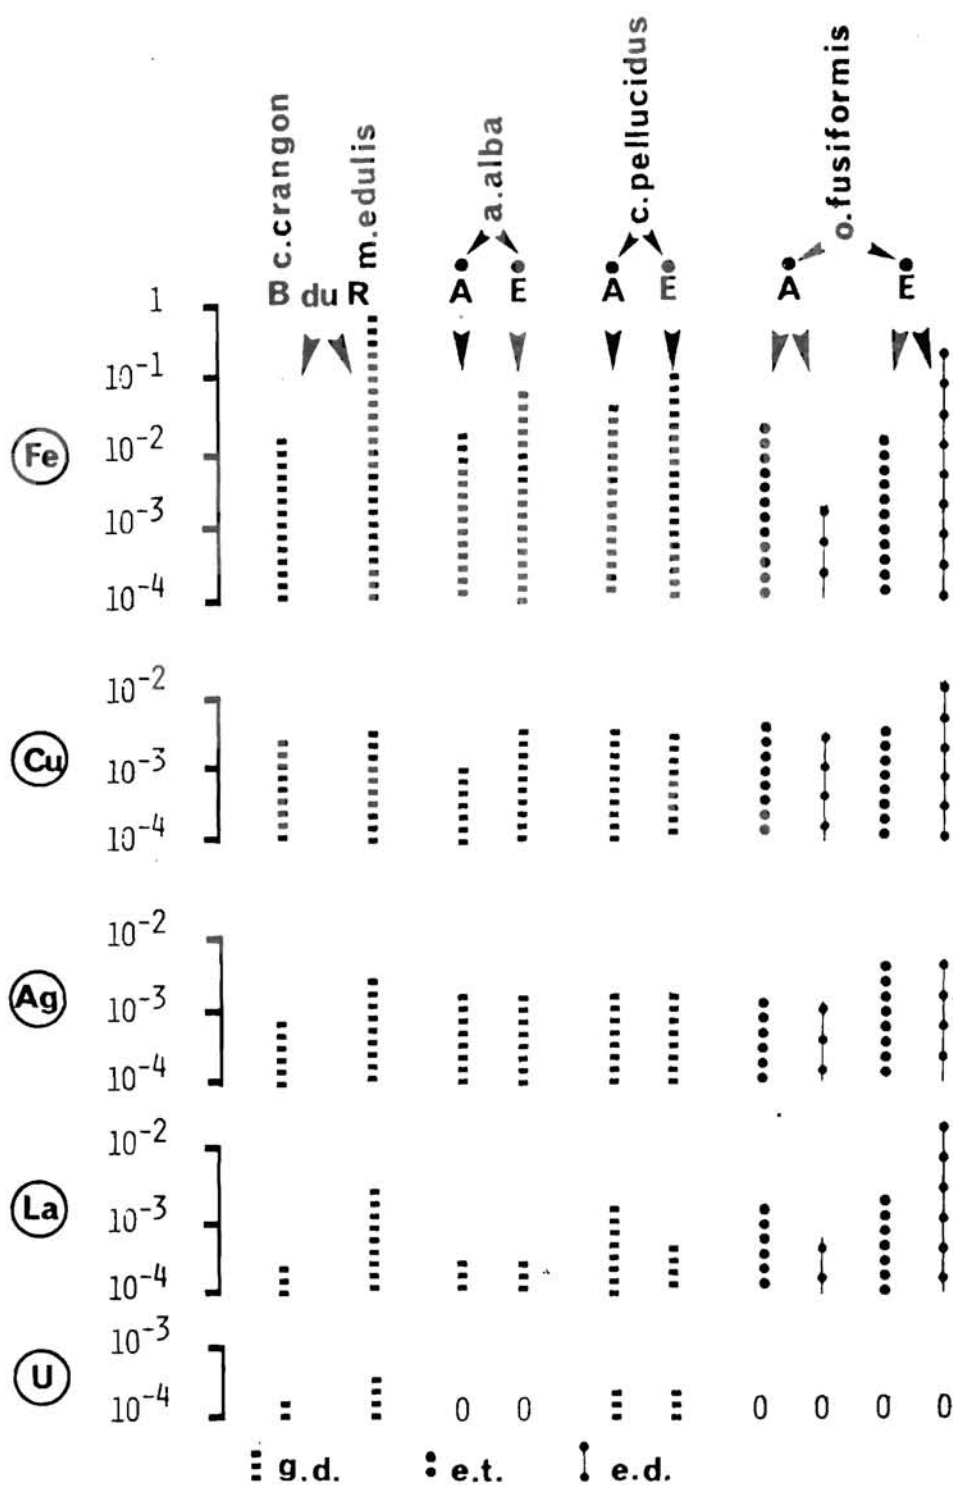 c.crangon
m.edulis
a.alba
c.pellucidus
o.fusiformis
B du R
A E
A E
A E
1
10-1
Fe
10-2
10-3
10-4
10-2
Cu
10-3
10-4
10-2
Ag
10-3
10-4
10-2
La
10-3
10-4
10-3
U
10-4
0 0 0 0 0 0
g.d. e.t. e.d.